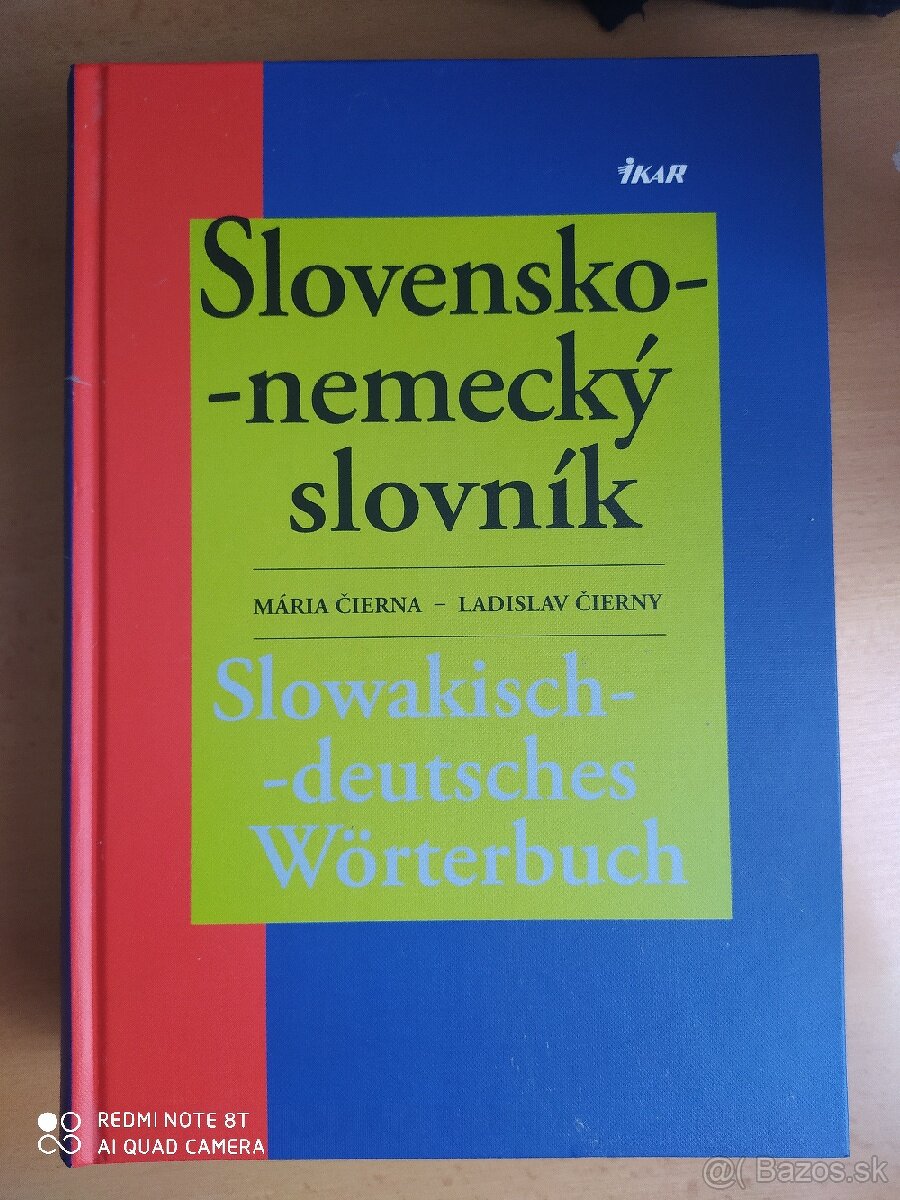 iKAR
Slovensko-
-nemecký
slovník
MÁRIA ČIERNA – LADISLAV ČIERNY
Slowakisch-
-deutsches
Wörterbuch
REDMI NOTE 8T
AI QUAD CAMERA
@( Bazos.sk